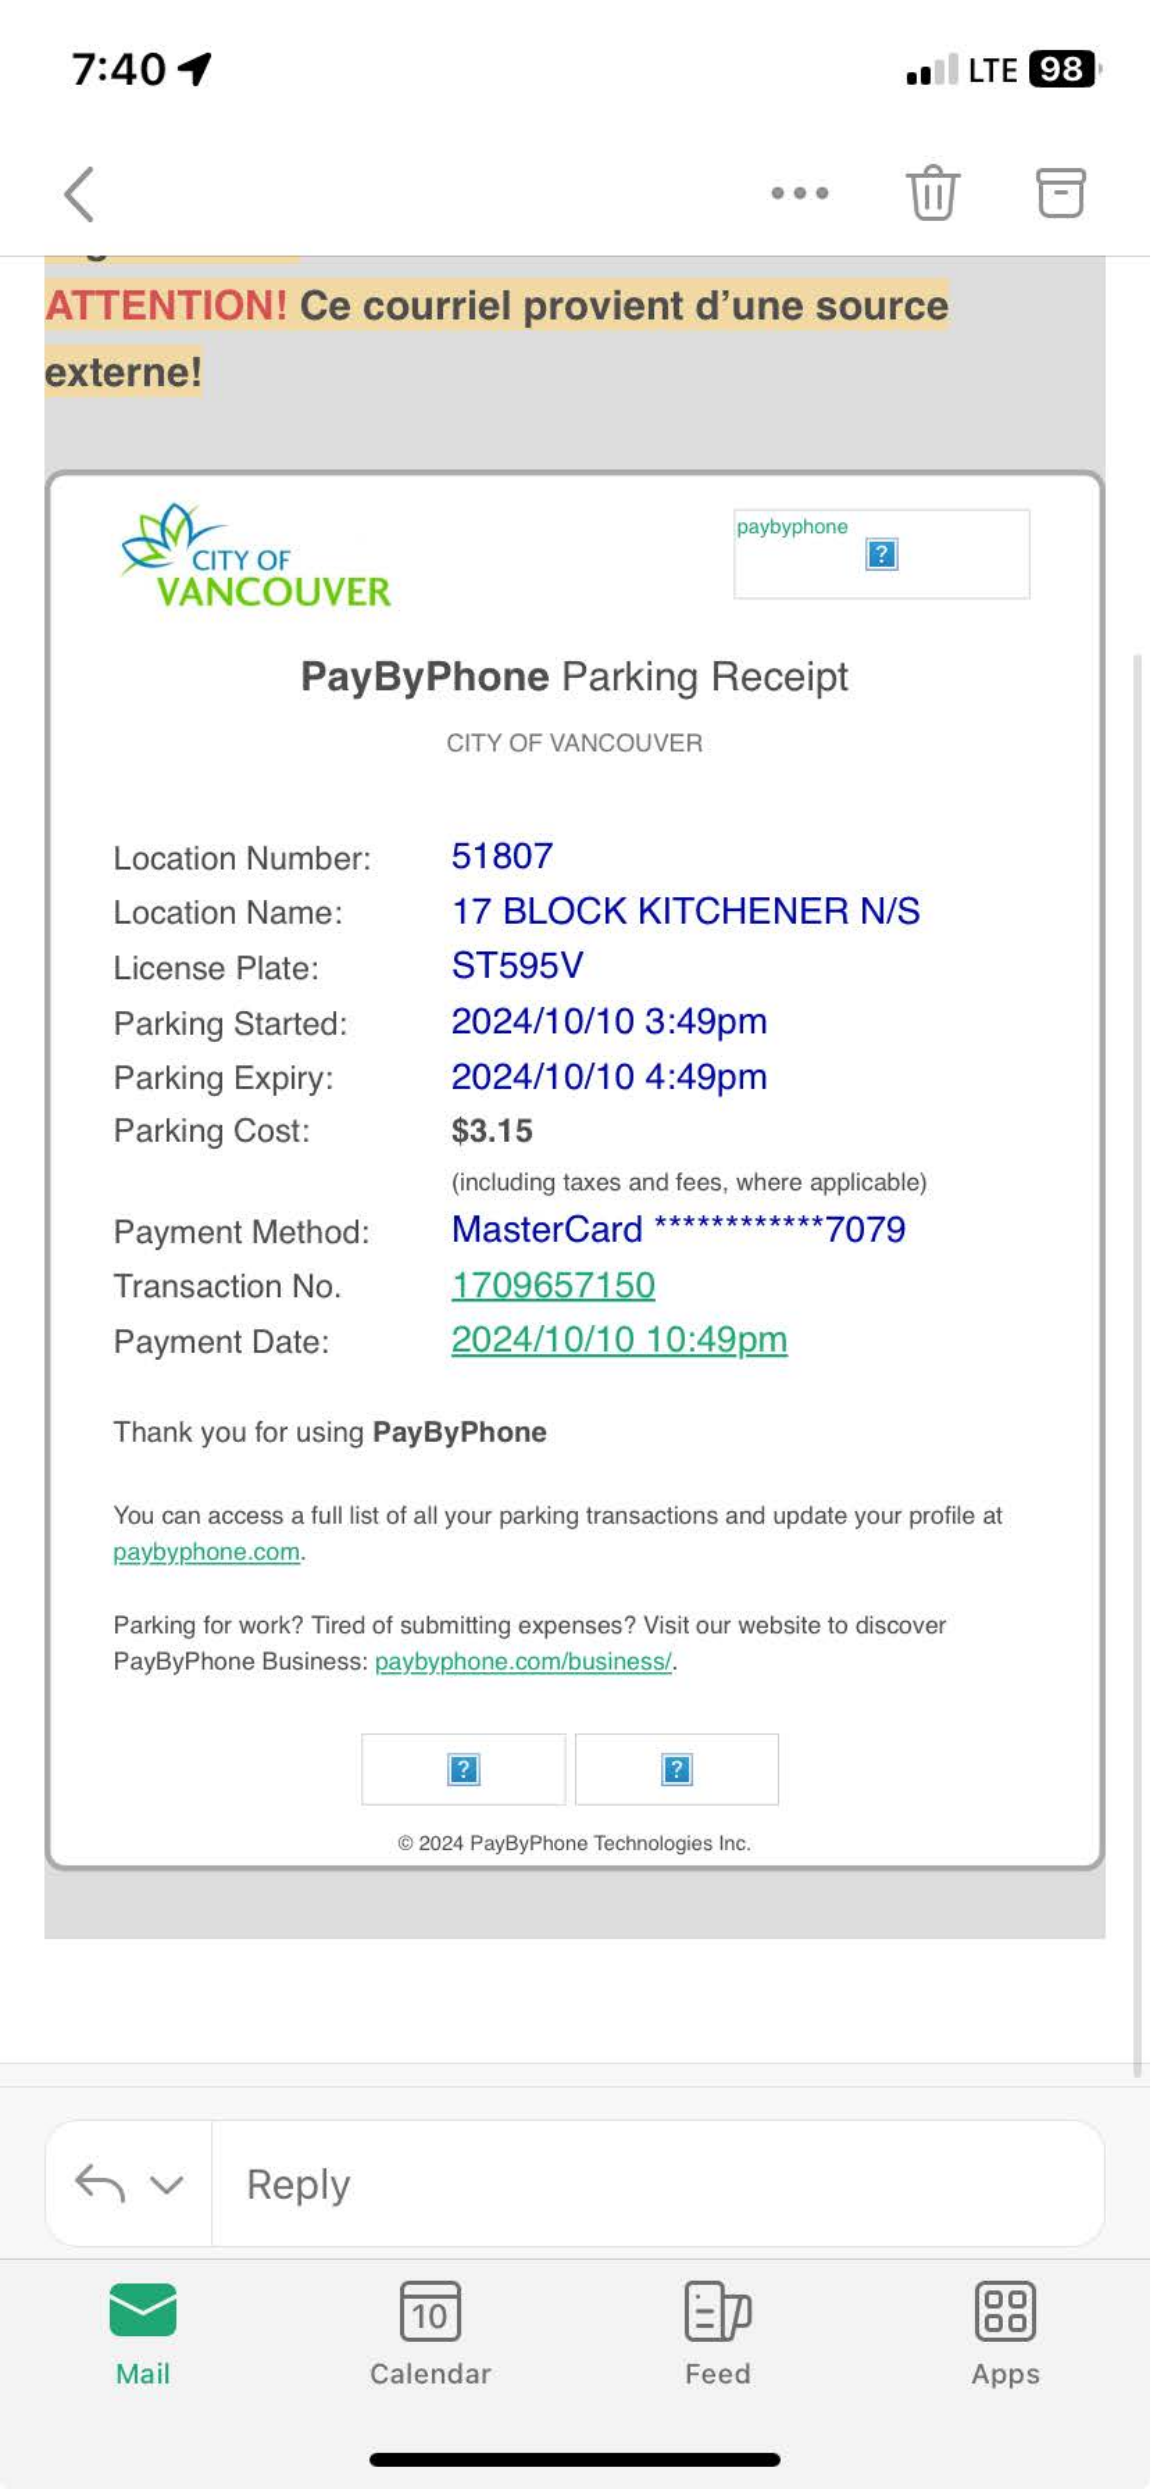 7:40
LTE 98
ATTENTION! Ce courriel provient d'une source
externe!
CITY OF
VANCOUVER
paybyphone
PayByPhone Parking Receipt
CITY OF VANCOUVER
Location Number: 51807
Location Name: 17 BLOCK KITCHENER N/S
License Plate: ST595V
Parking Started: 2024/10/10 3:49pm
Parking Expiry: 2024/10/10 4:49pm
Parking Cost: $3.15
(including taxes and fees, where applicable)
Payment Method: MasterCard ************7079
Transaction No. 1709657150
Payment Date: 2024/10/10 10:49pm
Thank you for using PayByPhone
You can access a full list of all your parking transactions and update your profile at
paybyphone.com.
Parking for work? Tired of submitting expenses? Visit our website to discover
PayByPhone Business: paybyphone.com/business/.
© 2024 PayByPhone Technologies Inc.
Reply
10
Mail Calendar Feed Apps